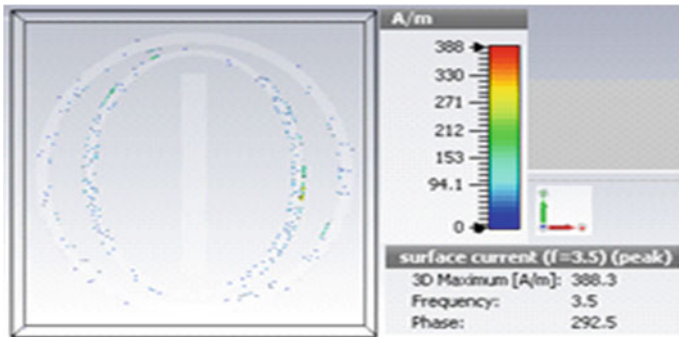 A/m
388
330
271
212
153
94.1
0
surface current (f=3.5) (peak)
3D Maximum [A/m]: 388.3
Frequency: 3.5
Phase: 292.5